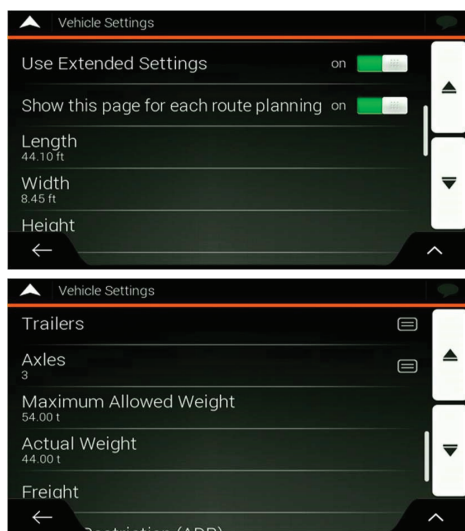 Vehicle Settings
Use Extended Settings on
Show this page for each route planning on
Length
44.10 ft
Width
8.45 ft
Height
Vehicle Settings
Trailers
Axles
3
Maximum Allowed Weight
54.00 t
Actual Weight
44.00 t
Freight
(ADR)